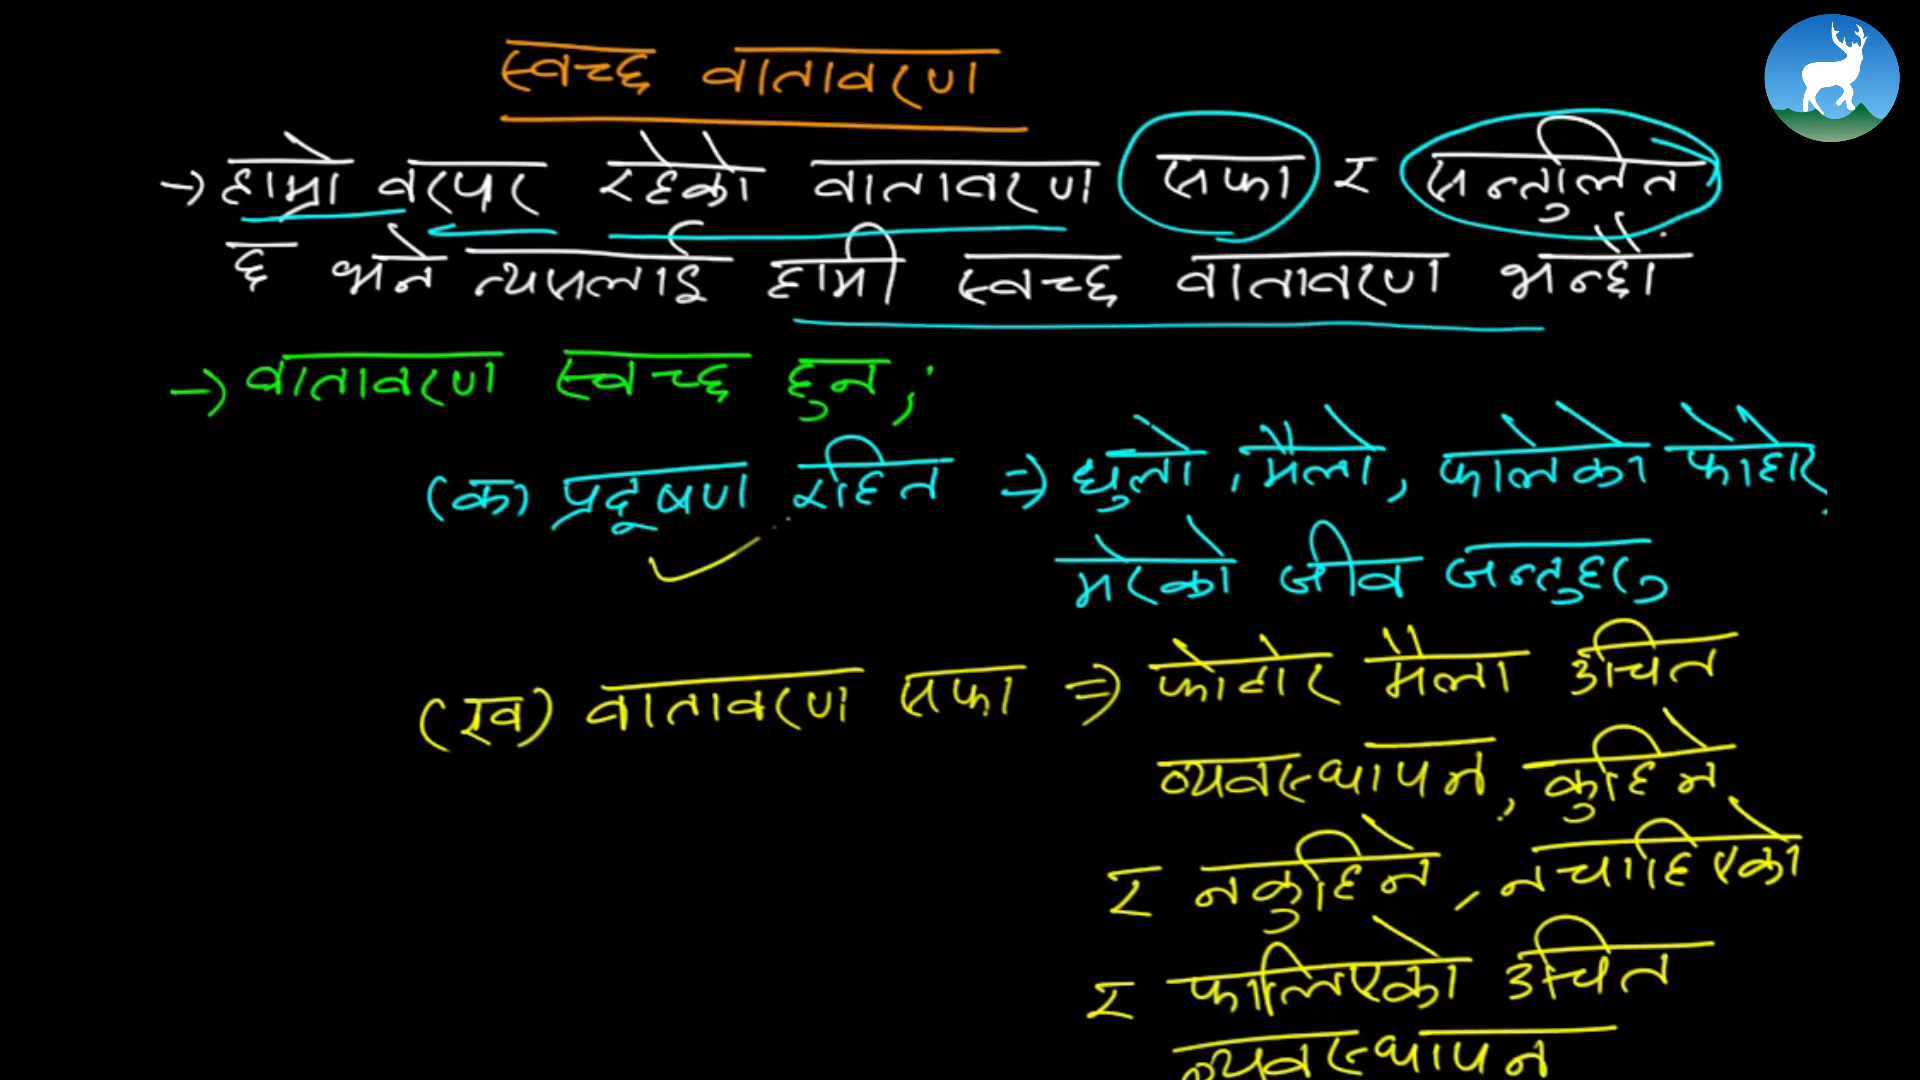 स्वच्छ वातावरण
→ हाम्रो वरपर रहेको वातावरण सफा र सन्तुलित
छ भने त्यसलाई हामी स्वच्छ वातावरण भन्छौं
→ वातावरण स्वच्छ हुन ;
(क) प्रदूषण रहित ⇒ धुलो , मैलो , फालेको फोहोर
मरेको जीव जन्तुहरू,
(ख) वातावरण सफा ⇒ फोहोर मैला उचित
व्यवस्थापन , कुहिने
र नकुहिने , नचाहिएको
र फालिएको उचित
व्यवस्थापन